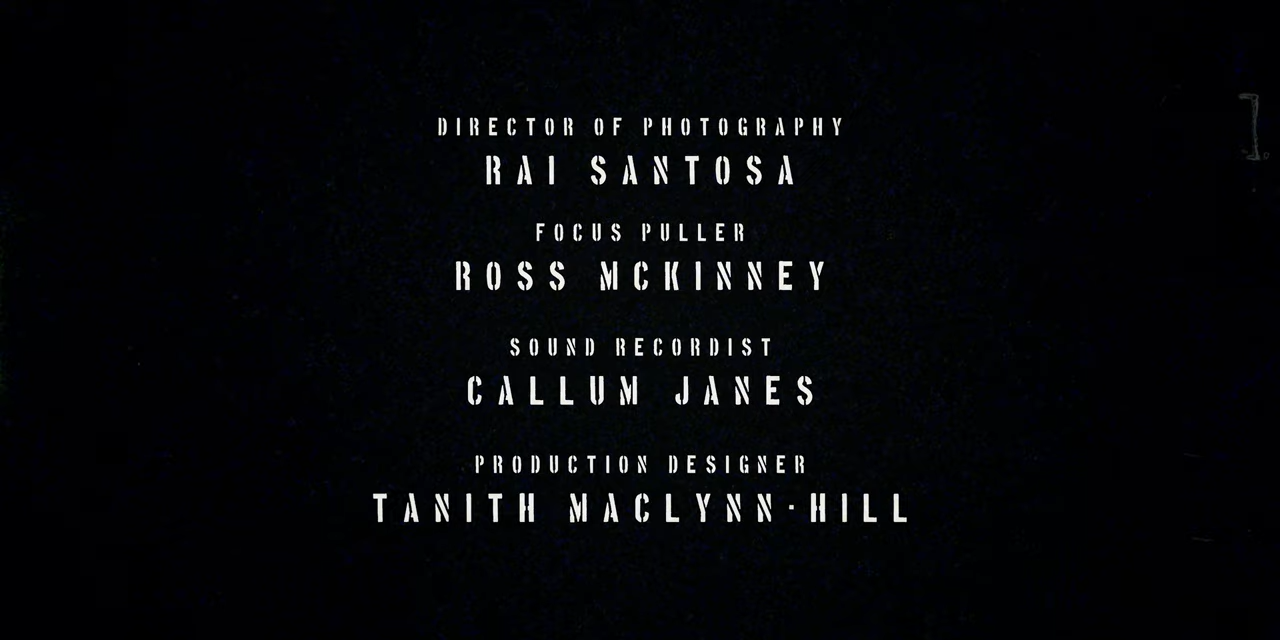 DIRECTOR OF PHOTOGRAPHY
RAI SANTOSA
FOCUS PULLER
ROSS MCKINNEY
SOUND RECORDIST
CALLUM JANES
PRODUCTION DESIGNER
TANITH MACLYNN-HILL